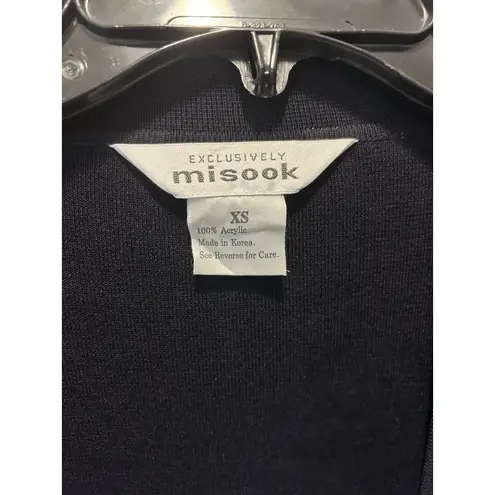 EXCLUSIVELY
misook
XS
100% Acrylic
Made in Korea.
See Reverse for Care.